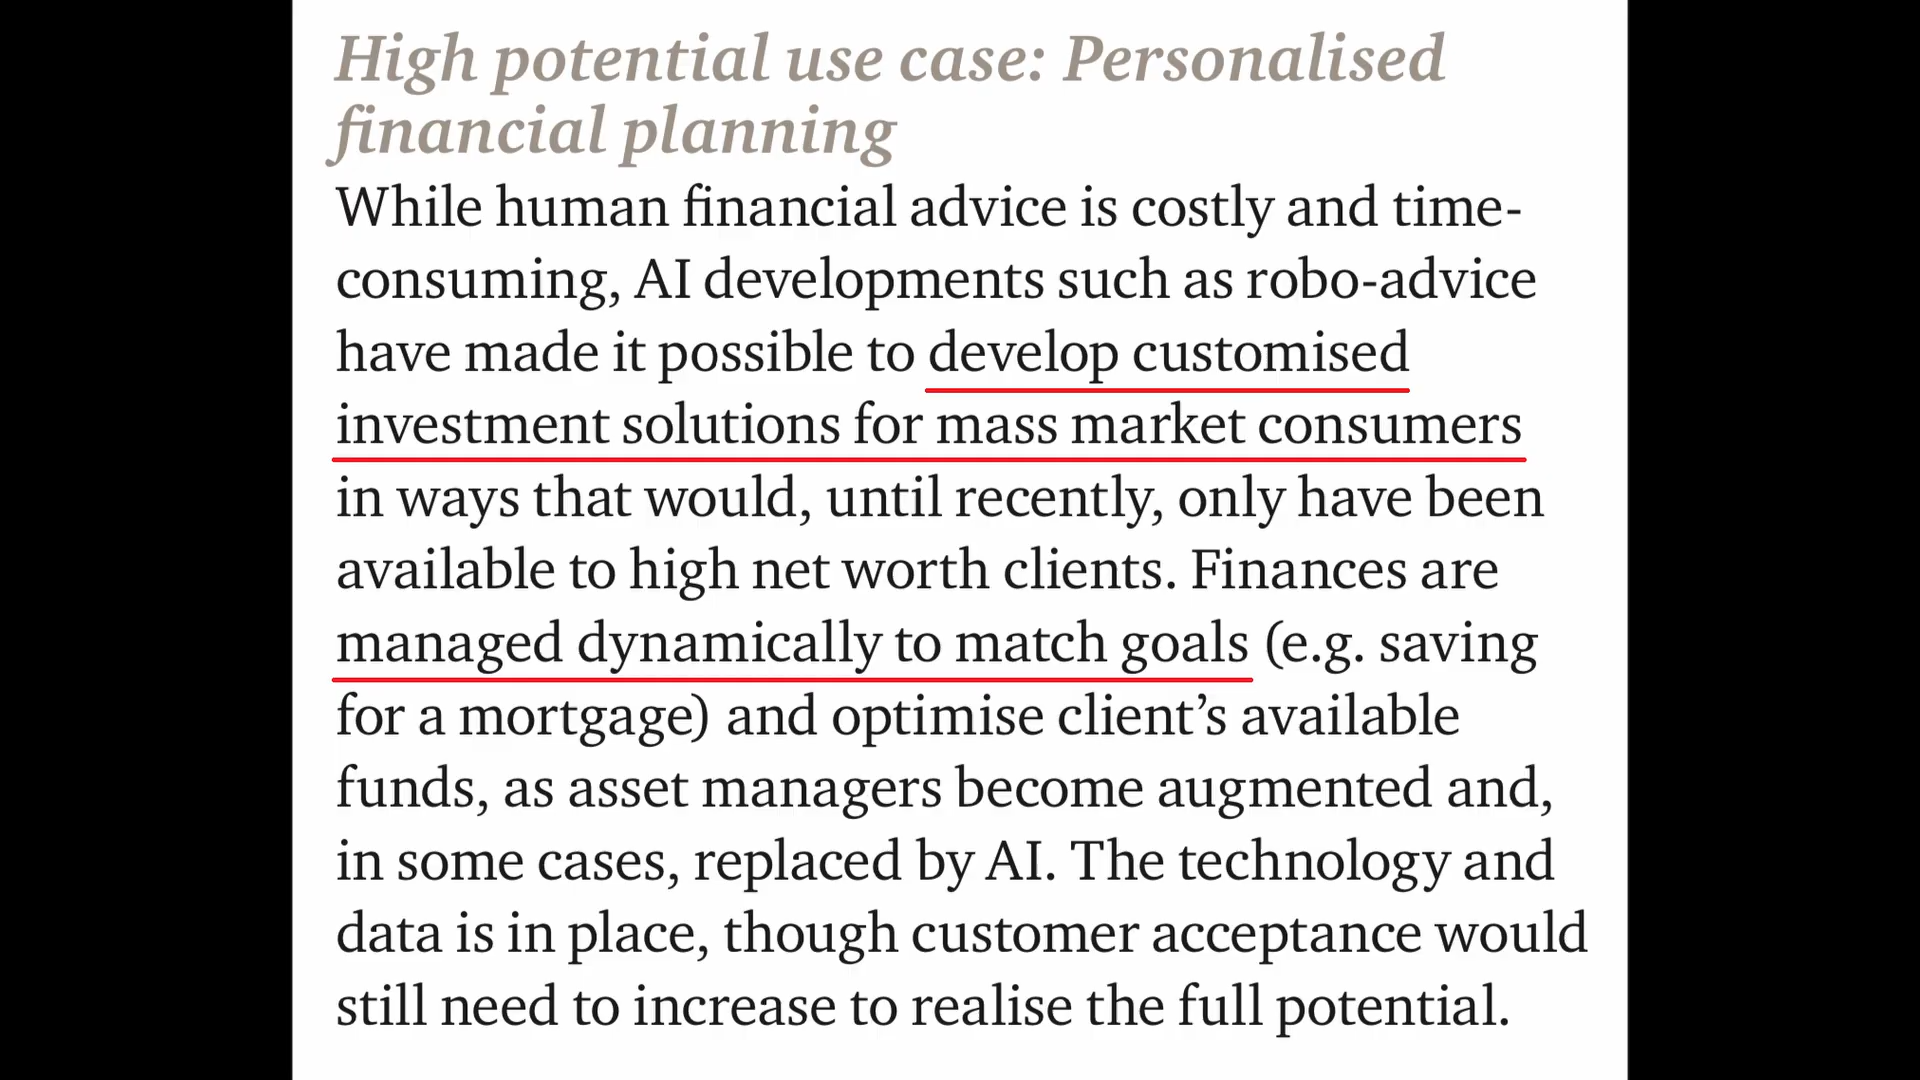 High potential use case: Personalised
financial planning
While human financial advice is costly and time-
consuming, AI developments such as robo-advice
have made it possible to develop customised
investment solutions for mass market consumers
in ways that would, until recently, only have been
available to high net worth clients. Finances are
managed dynamically to match goals (e.g. saving
for a mortgage) and optimise client’s available
funds, as asset managers become augmented and,
in some cases, replaced by AI. The technology and
data is in place, though customer acceptance would
still need to increase to realise the full potential.